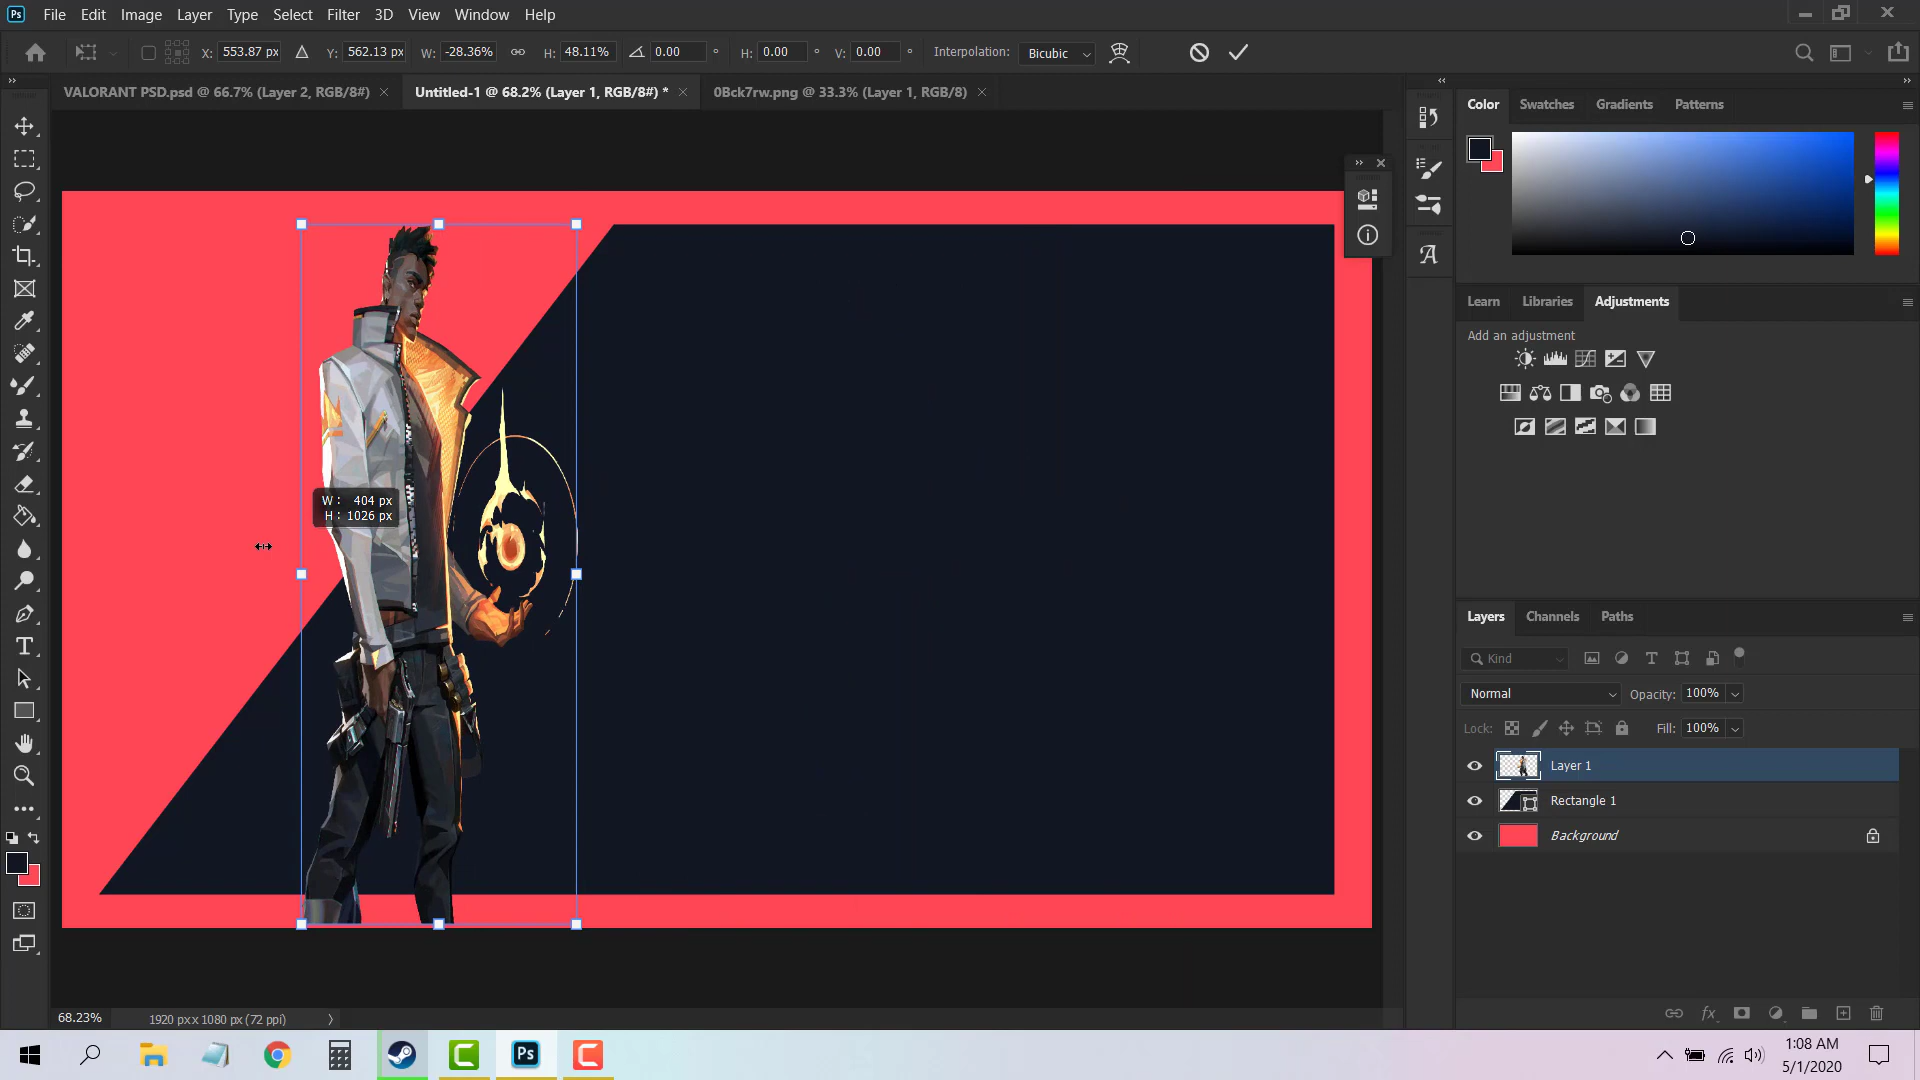 Ps File Edit Image Layer Type Select Filter 3D View Window Help
X: 553.87 px Y: 562.13 px W: -28.36% H: 48.11% 0.00 ° H: 0.00 ° V: 0.00 ° Interpolation: Bicubic
VALORANT PSD.psd @ 66.7% (Layer 2, RGB/8#) Untitled-1 @ 68.2% (Layer 1, RGB/8#) * 0Bck7rw.png @ 33.3% (Layer 1, RGB/8)
Color Swatches Gradients Patterns
Learn Libraries Adjustments
Add an adjustment
W: 404 px
H: 1026 px
Layers Channels Paths
Kind
Normal Opacity: 100%
Lock: Fill: 100%
Layer 1
Rectangle 1
Background
68.23% 1920 px x 1080 px (72 ppi)
Ps
1:08 AM
5/1/2020